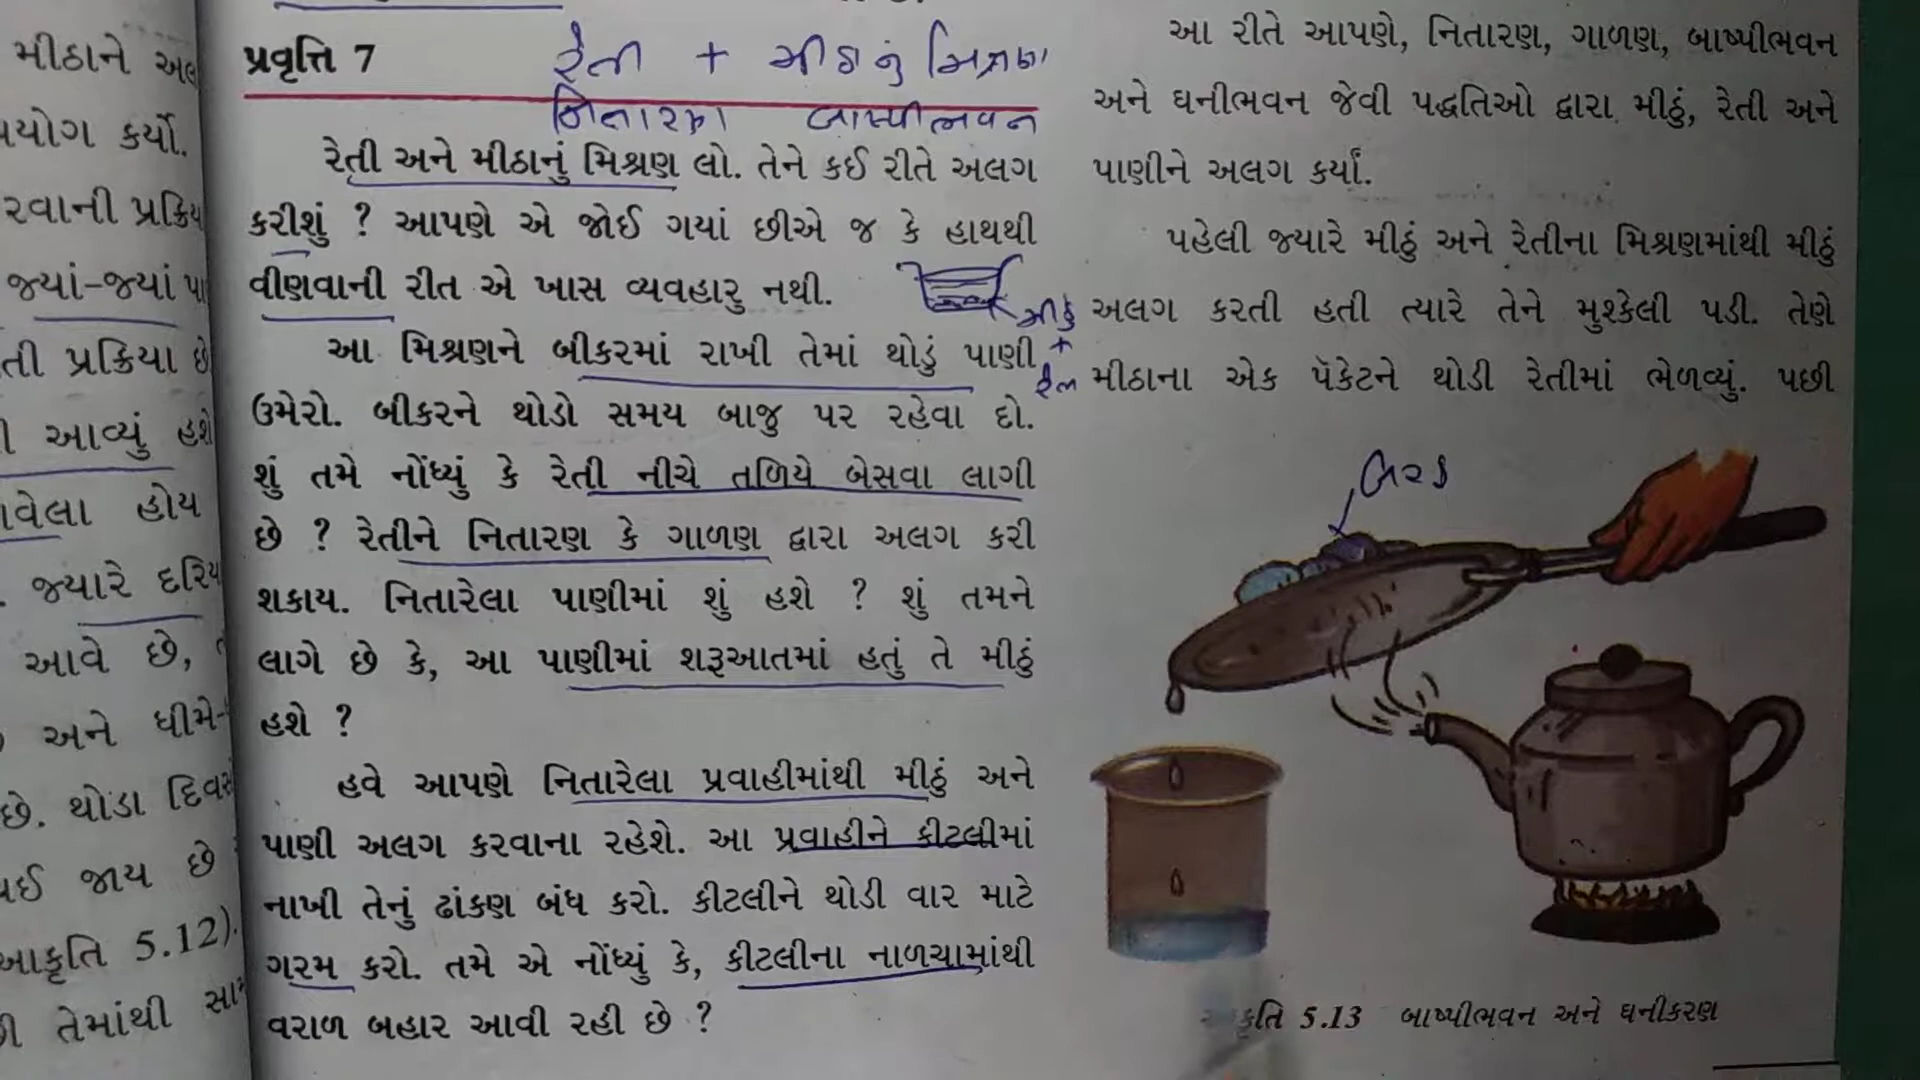 મીઠાને અલ
પયોગ કર્યો.
રવાની પ્રક્રિય
જ્યાં-જ્યાં પા
તી પ્રક્રિયા છે
ી આવ્યું હશે
ાવેલા હોય
. જ્યારે દરિય
આવે છે,
અને ધીમે-
છે. થોડા દિવસ
થઈ જાય છે
આકૃતિ 5.12).
ી તેમાંથી સા
પ્રવૃત્તિ 7
રેતી + મીઠાનું મિશ્રણ
નિતારણ બાષ્પીભવન
રેતી અને મીઠાનું મિશ્રણ લો. તેને કઈ રીતે અલગ
કરીશું ? આપણે એ જોઈ ગયાં છીએ જ કે હાથથી
વીણવાની રીત એ ખાસ વ્યવહારુ નથી.
મીઠું
+
આ મિશ્રણને બીકરમાં રાખી તેમાં થોડું પાણી
ઉમેરો. બીકરને થોડો સમય બાજુ પર રહેવા દો.
શું તમે નોંધ્યું કે રેતી નીચે તળિયે બેસવા લાગી
છે ? રેતીને નિતારણ કે ગાળણ દ્વારા અલગ કરી
શકાય. નિતારેલા પાણીમાં શું હશે ? શું તમને
લાગે છે કે, આ પાણીમાં શરૂઆતમાં હતું તે મીઠું
હશે ?
હવે આપણે નિતારેલા પ્રવાહીમાંથી મીઠું અને
પાણી અલગ કરવાના રહેશે. આ પ્રવાહીને કીટલીમાં
નાખી તેનું ઢાંકણ બંધ કરો. કીટલીને થોડી વાર માટે
ગરમ કરો. તમે એ નોંધ્યું કે, કીટલીના નાળચામાંથી
વરાળ બહાર આવી રહી છે ?
આ રીતે આપણે, નિતારણ, ગાળણ, બાષ્પીભવન
અને ઘનીભવન જેવી પદ્ધતિઓ દ્વારા મીઠું, રેતી અને
પાણીને અલગ કર્યાં.
પહેલી જ્યારે મીઠું અને રેતીના મિશ્રણમાંથી મીઠું
અલગ કરતી હતી ત્યારે તેને મુશ્કેલી પડી. તેણે
મીઠાના એક પૅકેટને થોડી રેતીમાં ભેળવ્યું. પછી
બરફ
કૃતિ 5.13 બાષ્પીભવન અને ઘનીકરણ